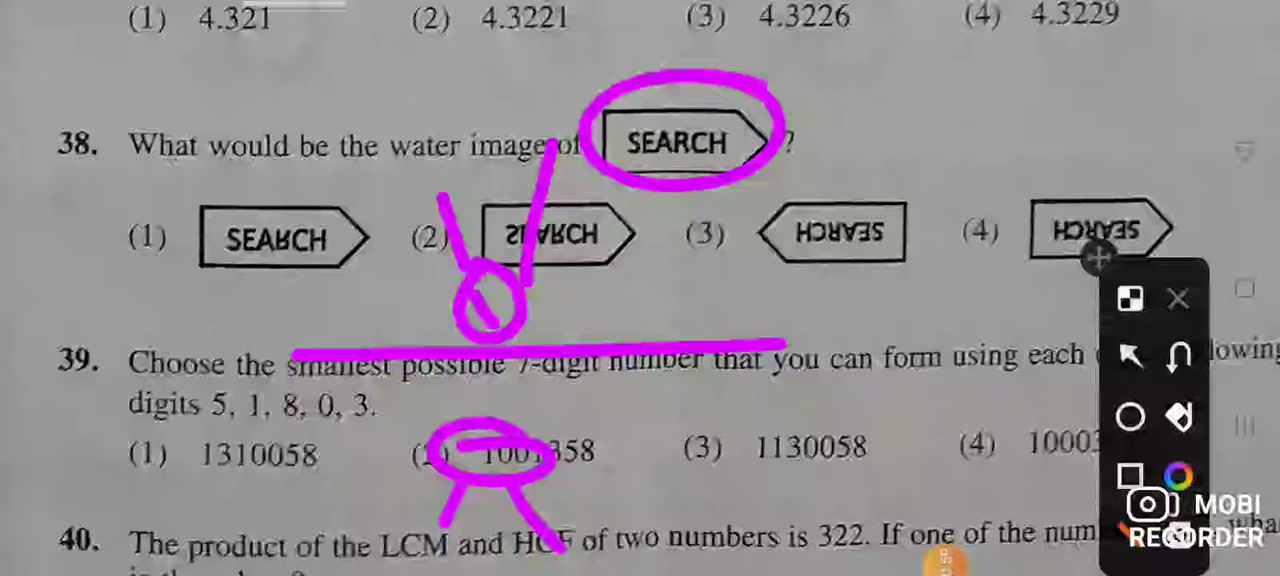 (1) 4.321 (2) 4.3221 (3) 4.3226 (4) 4.3229
38. What would be the water image of SEARCH ?
(1) (2) (3) (4)
39. Choose the smallest possible 7-digit number that you can form using each lowing
digits 5, 1, 8, 0, 3.
(1) 1310058 (2) 1001358 (3) 1130058 (4) 1000
40. The product of the LCM and HCF of two numbers is 322. If one of the num
MOBI
RECORDER